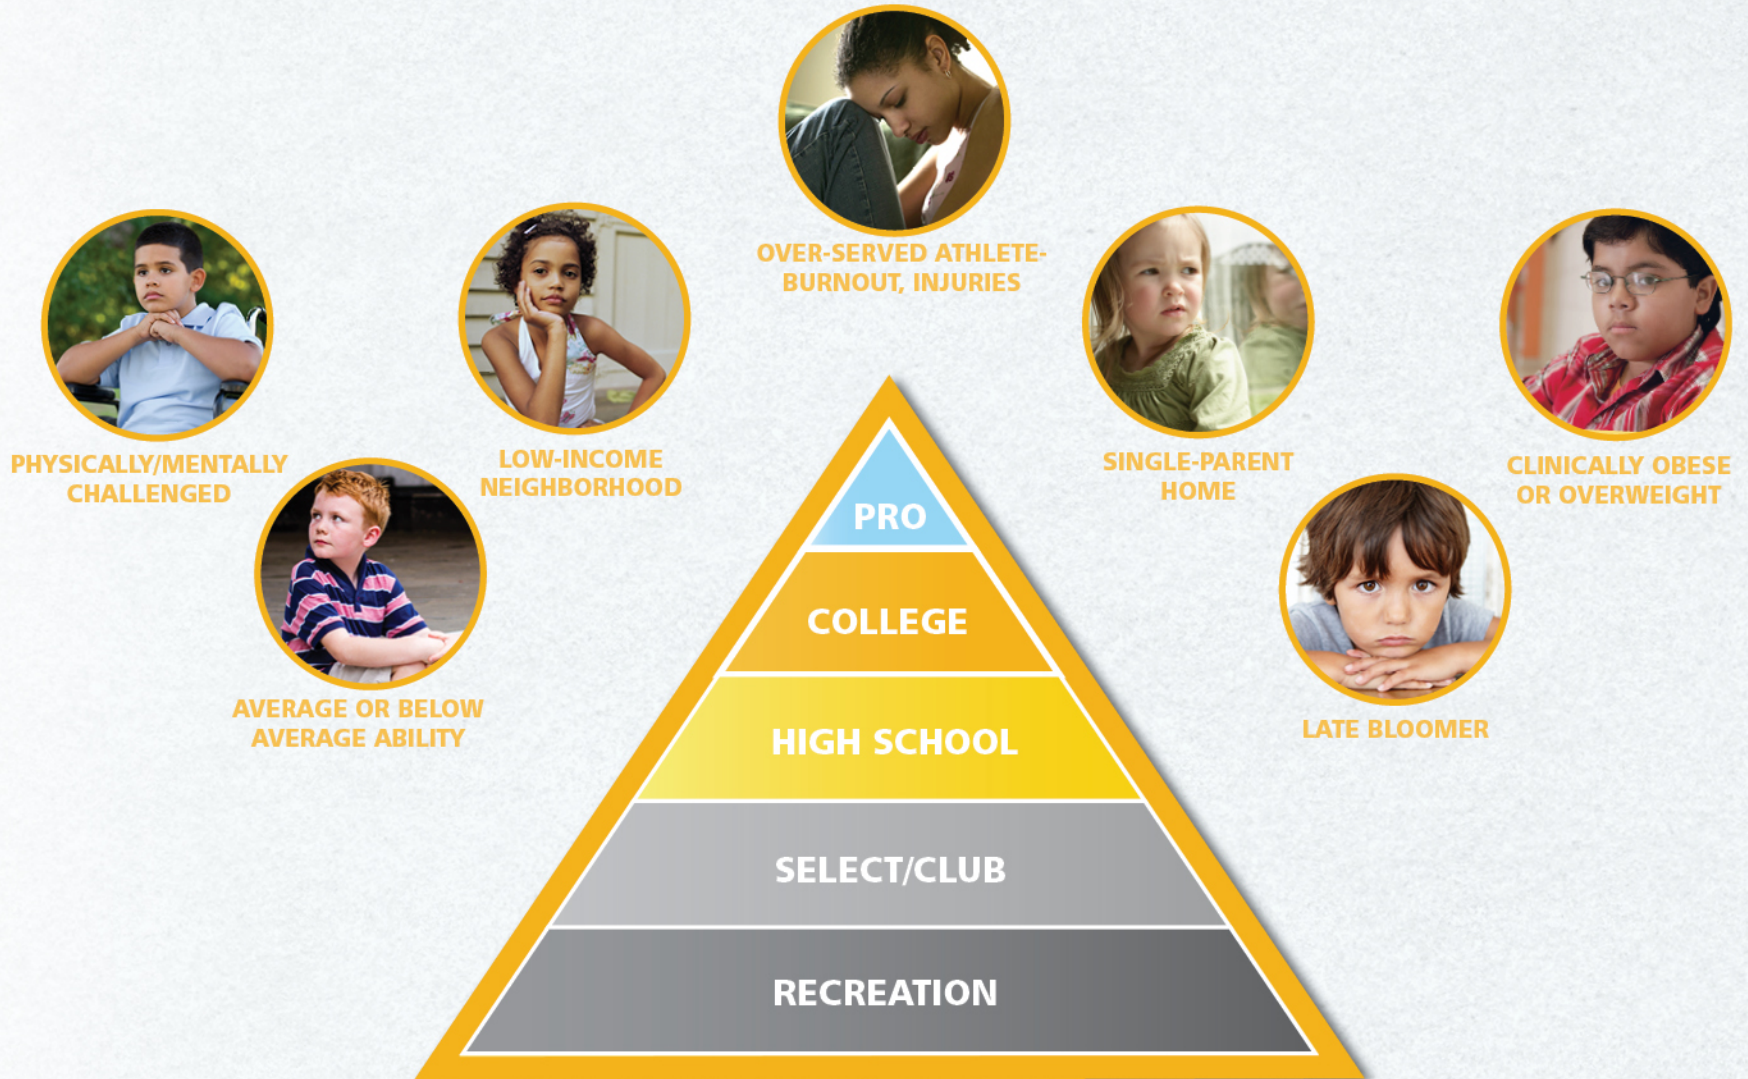 OVER-SERVED ATHLETE-
BURNOUT, INJURIES
PHYSICALLY/MENTALLY
CHALLENGED
LOW-INCOME
NEIGHBORHOOD
SINGLE-PARENT
HOME
CLINICALLY OBESE
OR OVERWEIGHT
AVERAGE OR BELOW
AVERAGE ABILITY
LATE BLOOMER
PRO
COLLEGE
HIGH SCHOOL
SELECT/CLUB
RECREATION